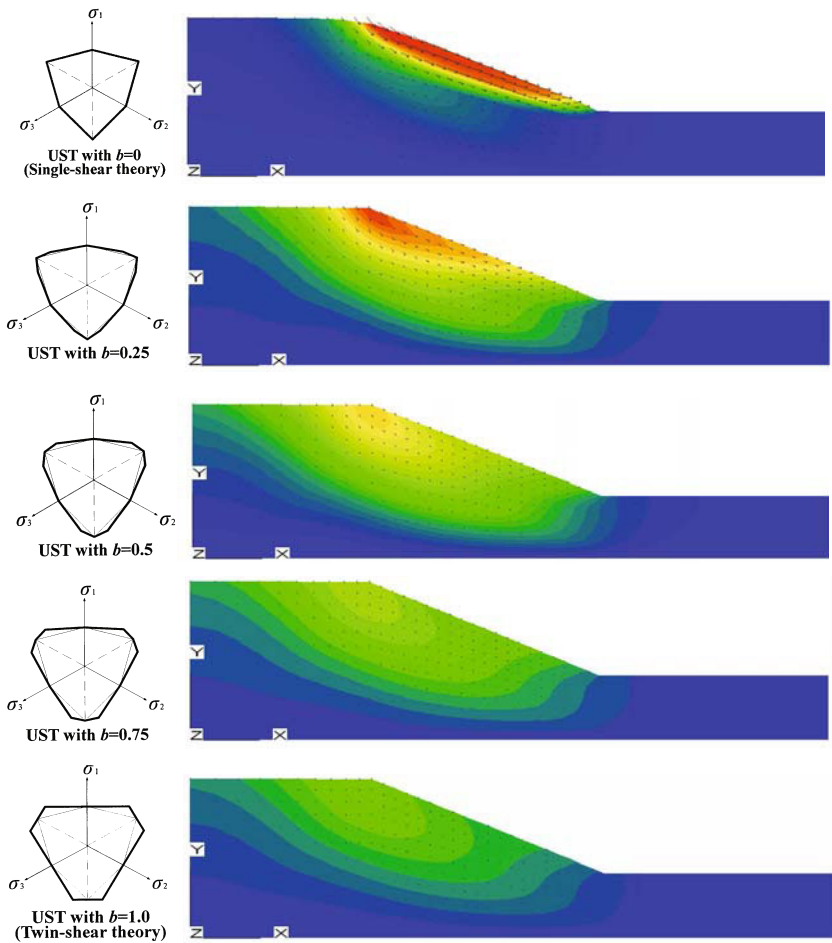 σ1
σ3
σ2
UST with b=0
(Single-shear theory)
Y
Z
X
σ1
σ3
σ2
UST with b=0.25
Y
Z
X
σ1
σ3
σ2
UST with b=0.5
Y
Z
X
σ1
σ3
σ2
UST with b=0.75
Y
Z
X
σ1
σ3
σ2
UST with b=1.0
(Twin-shear theory)
Y
Z
X